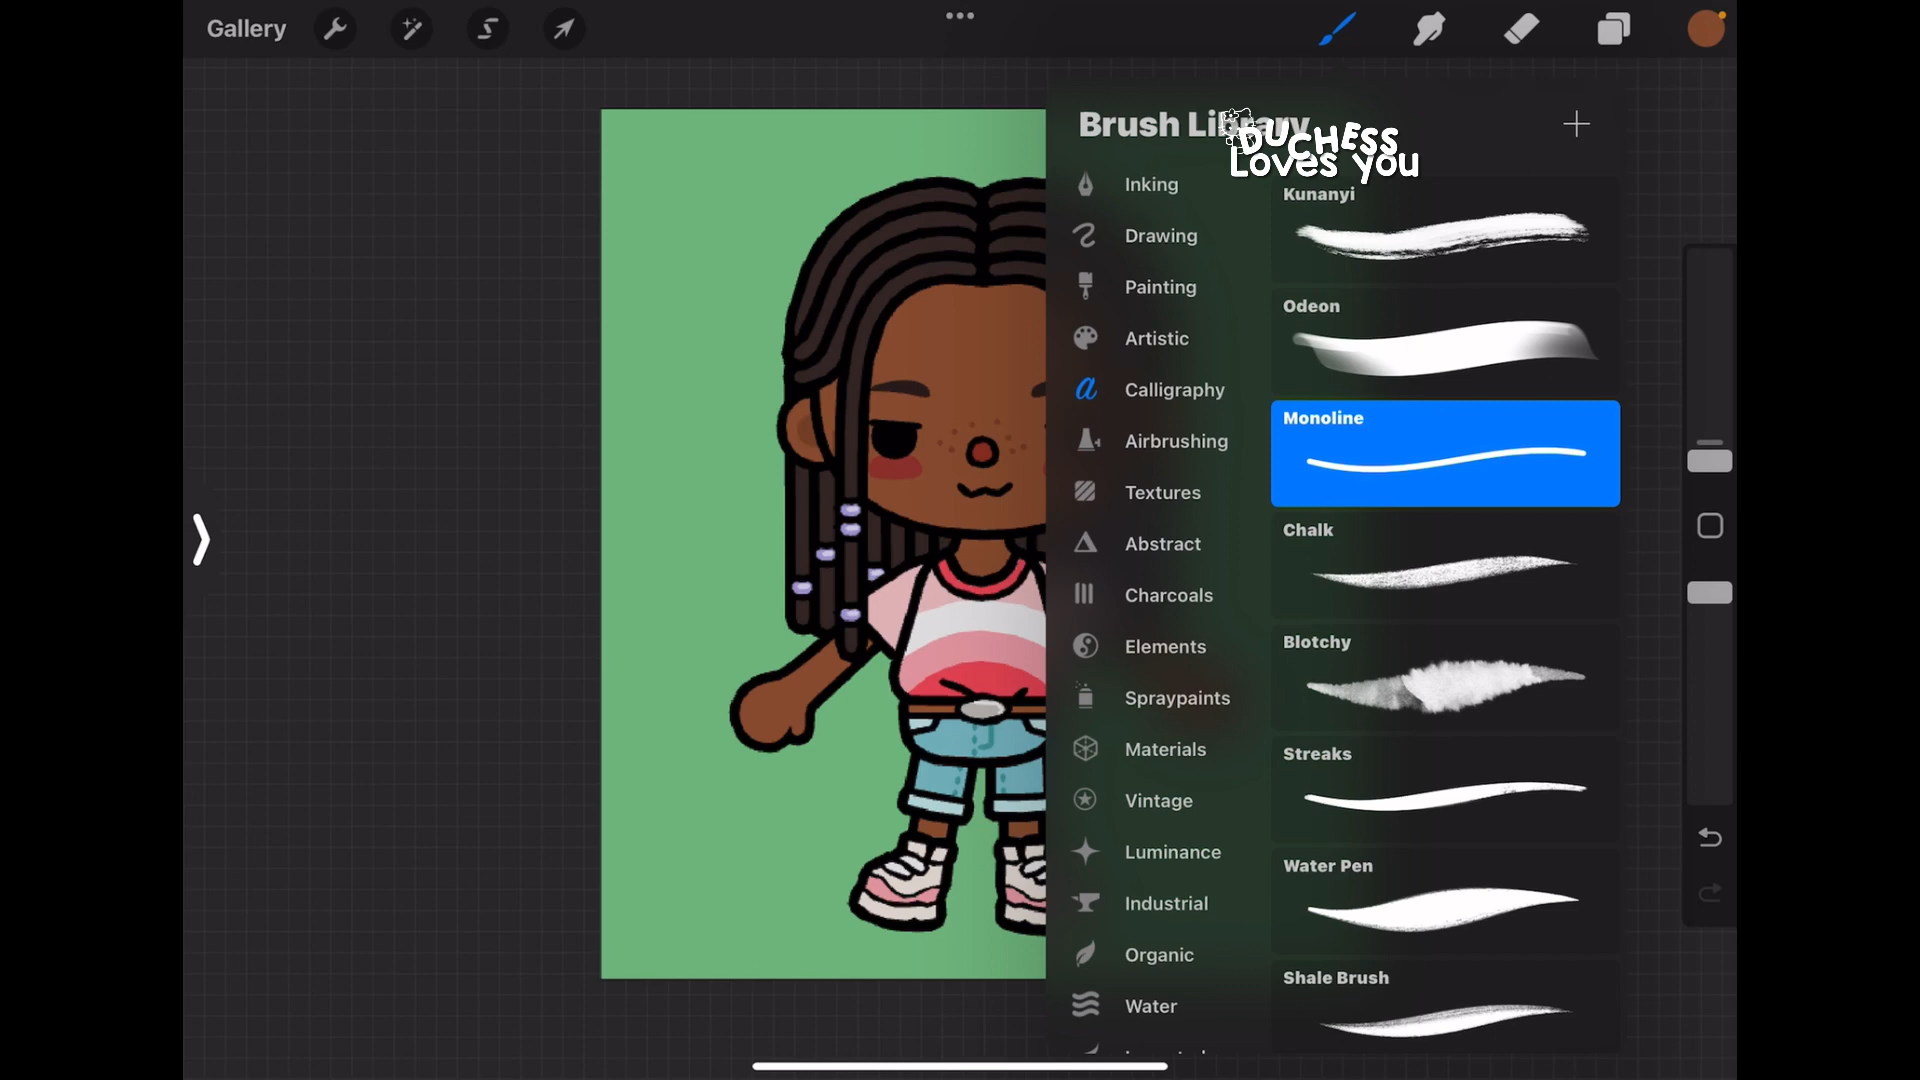 Gallery
Brush Library
DUCHESS
Loves you
Inking
Drawing
Painting
Artistic
Calligraphy
Airbrushing
Textures
Abstract
Charcoals
Elements
Spraypaints
Materials
Vintage
Luminance
Industrial
Organic
Water
Kunanyi
Odeon
Monoline
Chalk
Blotchy
Streaks
Water Pen
Shale Brush